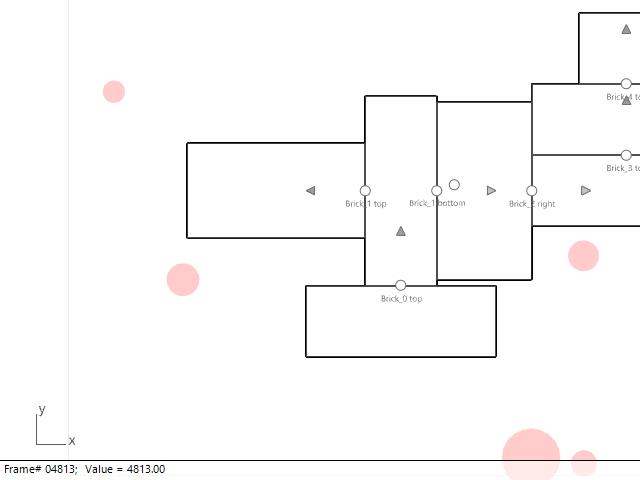 Brick_4 to
Brick_3 to
Brick_1 top
Brick_1 bottom
Brick_2 right
Brick_0 top
y
x
Frame# 04813; Value = 4813.00